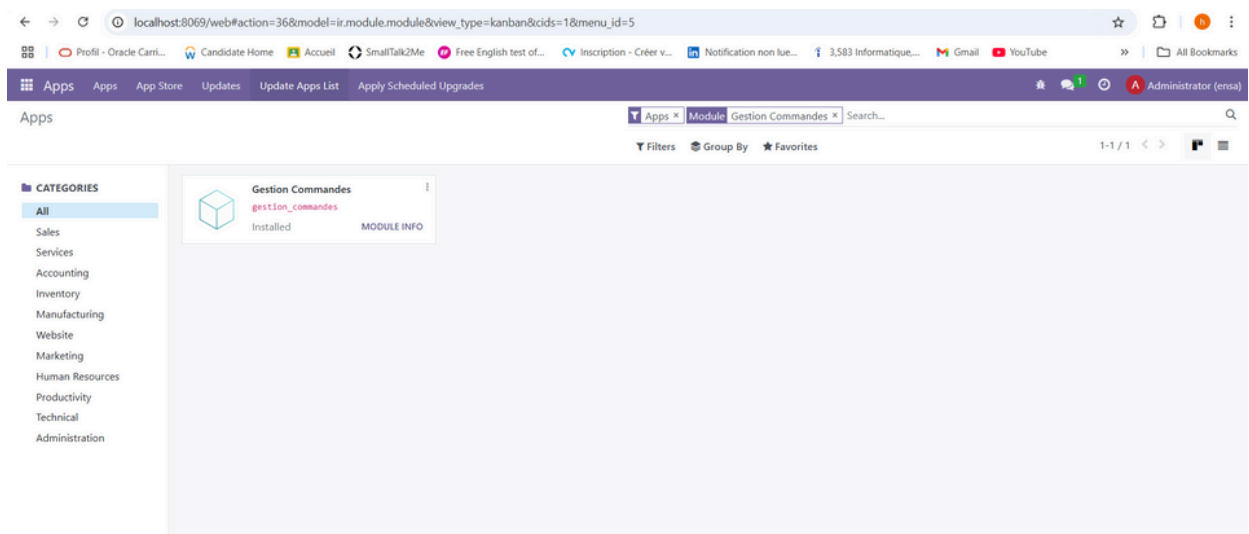 localhost:8069/web#action=36&model=ir.module.module&view_type=kanban&cids=1&menu_id=5
h
Profil - Oracle Carri... Candidate Home Accueil SmallTalk2Me Free English test of... Inscription - Créer v... Notification non lue... 3,583 Informatique,... Gmail YouTube » All Bookmarks
Apps Apps App Store Updates Update Apps List Apply Scheduled Upgrades 1 A Administrator (ensa)
Apps Apps × Module Gestion Commandes × Search...
Filters Group By Favorites 1-1 / 1 < >
CATEGORIES
All
Sales
Services
Accounting
Inventory
Manufacturing
Website
Marketing
Human Resources
Productivity
Technical
Administration
Gestion Commandes
gestion_commandes
Installed MODULE INFO